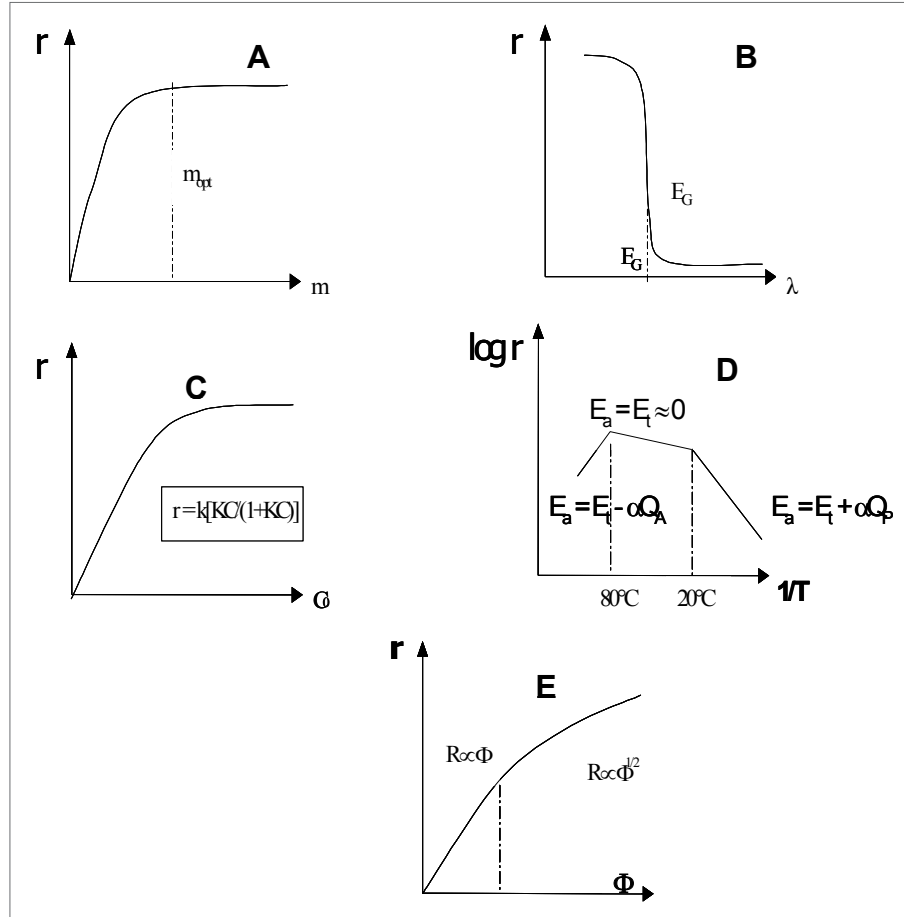 r
A
m_opt
m
r
B
E_G
E_G
λ
r
C
r=k[KC/(1+KC)]
log r
D
E_a=E_t≈0
E_a=E_t-αQ_A
E_a=E_t+αQ_P
80°C
20°C
1/T
r
E
R∝Φ
R∝Φ^1/2
Φ